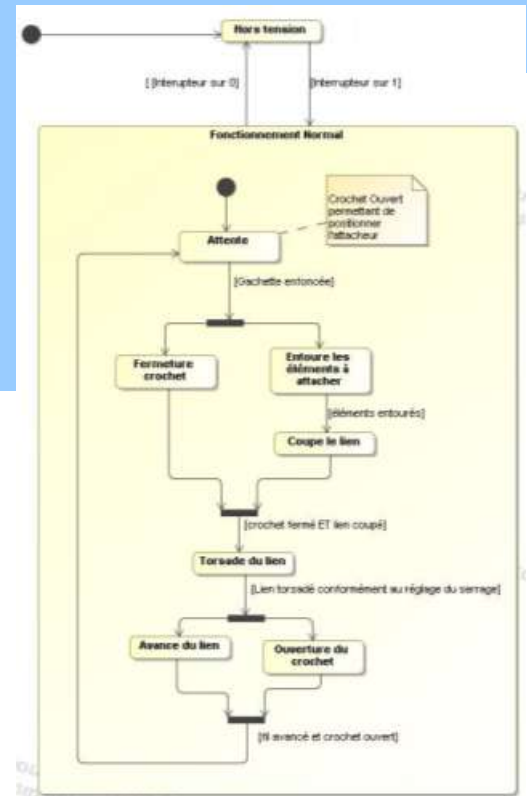 Hors tension
[ Interupteur sur 0]
[Interrupteur sur 1]
Fonctionnement Normal
Crochet Ouvert
permettant de
positionner
l'attacheur
Attente
[Gachette enfoncée]
Fermeture
crochet
Entoure les
éléments à
attacher
[éléments entourés]
Coupe le lien
[crochet fermé ET lien coupé]
Torsade du lien
[Lien torsadé conformément au réglage du serrage]
Avance du lien
Ouverture du
crochet
[fil avancé et crochet ouvert]